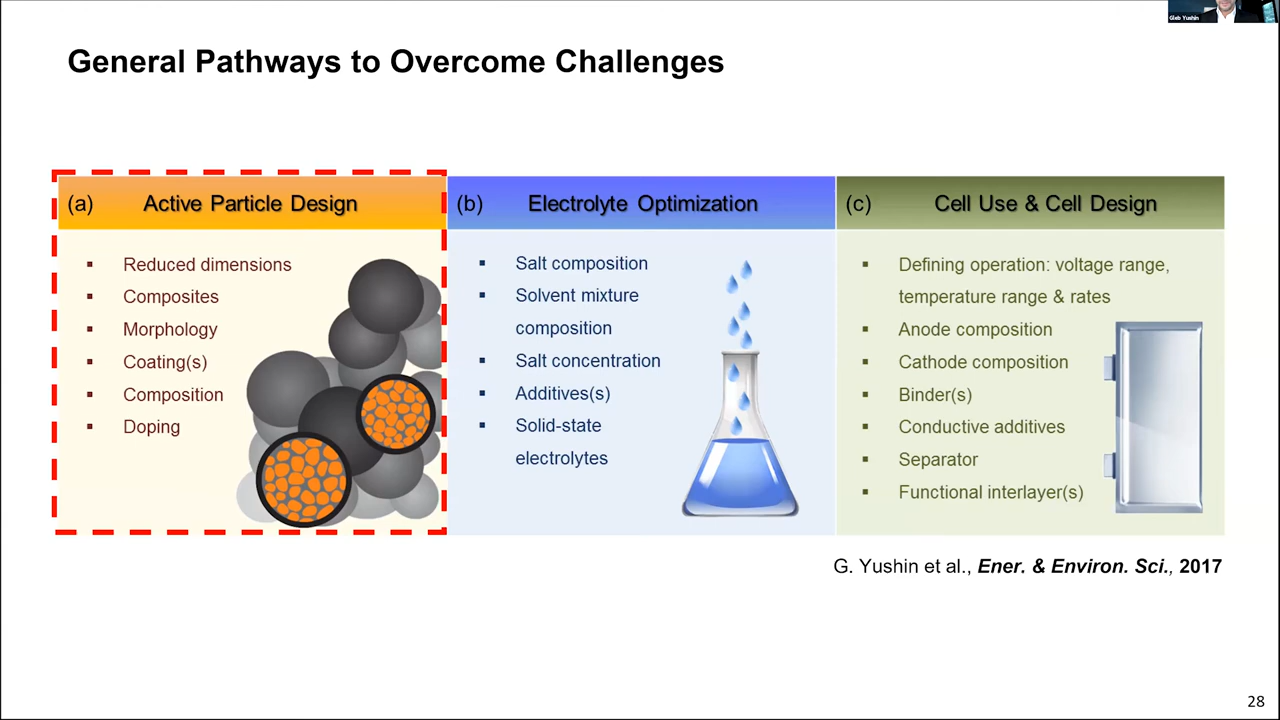 Gleb Yushin
General Pathways to Overcome Challenges
(a) Active Particle Design
▪ Reduced dimensions
▪ Composites
▪ Morphology
▪ Coating(s)
▪ Composition
▪ Doping
(b) Electrolyte Optimization
▪ Salt composition
▪ Solvent mixture
composition
▪ Salt concentration
▪ Additives(s)
▪ Solid-state
electrolytes
(c) Cell Use & Cell Design
▪ Defining operation: voltage range,
temperature range & rates
▪ Anode composition
▪ Cathode composition
▪ Binder(s)
▪ Conductive additives
▪ Separator
▪ Functional interlayer(s)
G. Yushin et al., Ener. & Environ. Sci., 2017
28